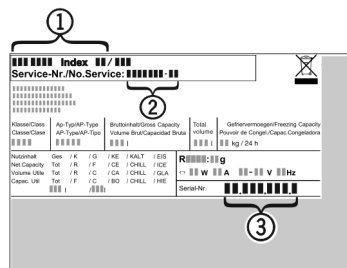 1
Index /
Service-Nr./No.Service: -
2
Klasse/Class Ap-Typ/AP-Type Bruttoinhalt/Gross Capacity Total Gefriervermoegen/Freezing Capacity
Classe/Clase AP-Type/AP-Tipo Volume Brut/Capacidad Bruta volume Pouvoir de Congel./Capac.Congeladora
l l kg / 24 h
Nutzinhalt Ges / K / G / KE / KALT / EIS
Net.Capacity Tot / R / F / CE / CHILL / ICE
Volume Utile Tot / R / C / CA / CHILL / GLA
Capac. Util Tot / F / C / BO / CHILL / HIE
l / l
R : g
W A - V Hz
Serial-Nr. . . .
3